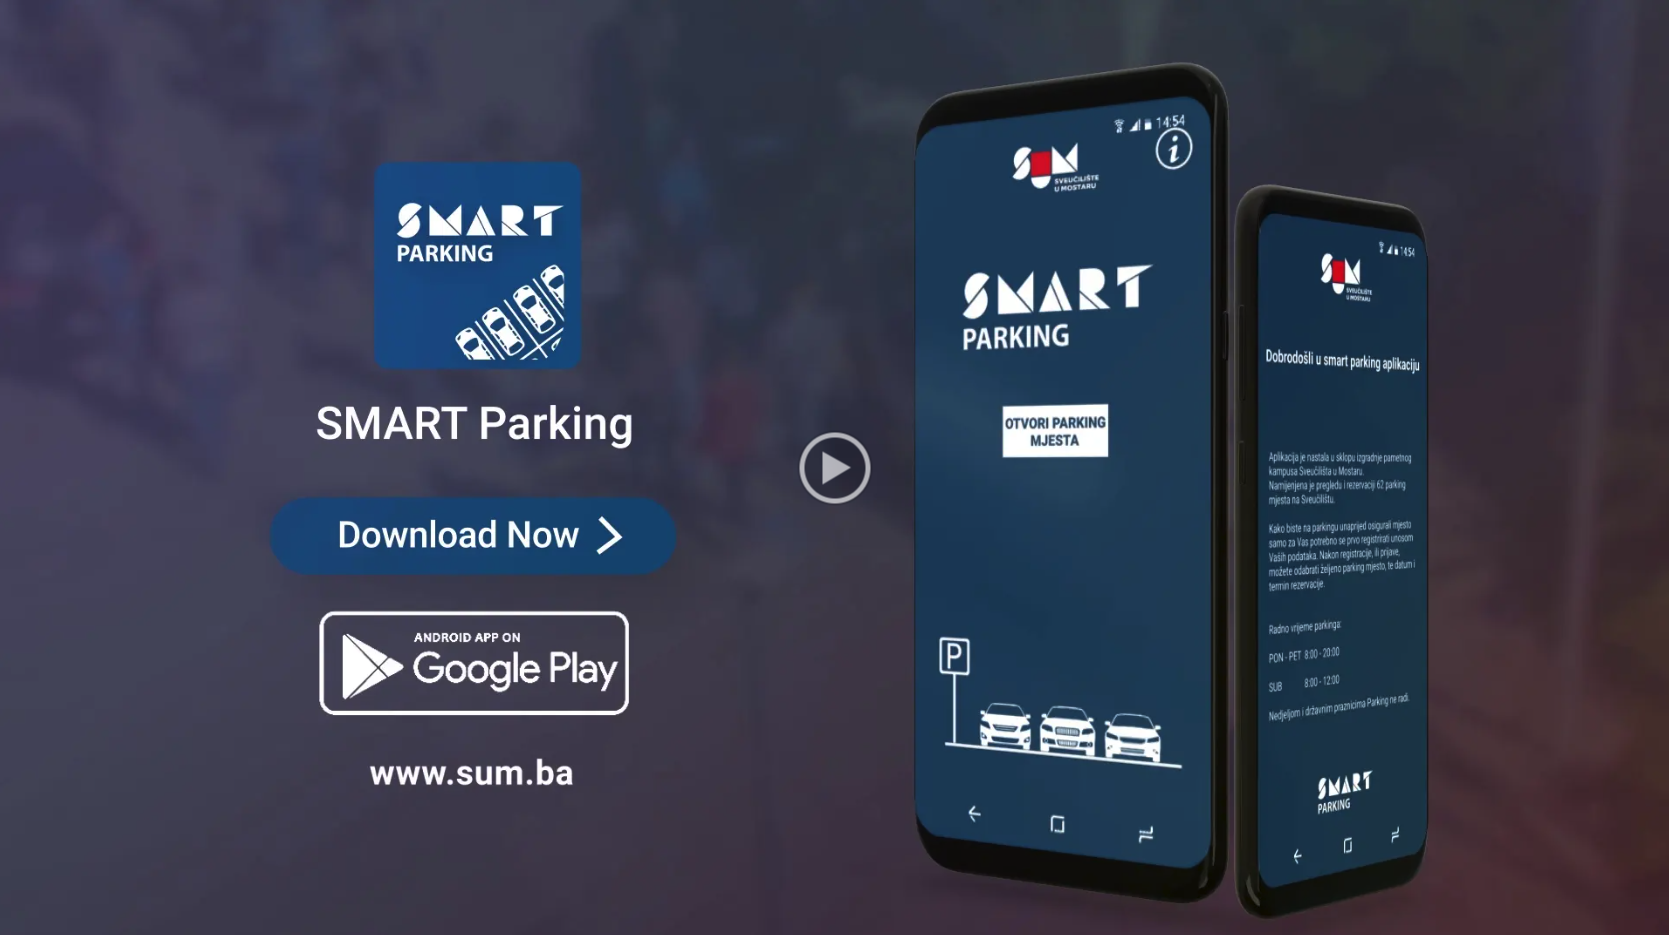 SMART
PARKING
SMART Parking
Download Now
ANDROID APP ON
Google Play
www.sum.ba
14:54
SUM
SVEUČILIŠTE
U MOSTARU
SMART
PARKING
OTVORI PARKING
MJESTA
P
14:54
SUM
SVEUČILIŠTE
U MOSTARU
Dobrodošli u smart parking aplikaciju
Aplikacija je nastala u sklopu izgradnje pametnog
kampusa Sveučilišta u Mostaru.
Namijenjena je pregledu i rezervaciji 62 parking
mjesta na Sveučilištu.
Kako biste na parkingu unaprijed osigurali mjesto
samo za Vas potrebno se prvo registrirati unosom
Vaših podataka. Nakon registracije, ili prijave,
možete odabrati željeno parking mjesto, te datum i
termin rezervacije.
Radno vrijeme parkinga:
PON - PET 8:00 - 20:00
SUB 8:00 - 12:00
Nedjeljom i državnim praznicima Parking ne radi.
SMART
PARKING